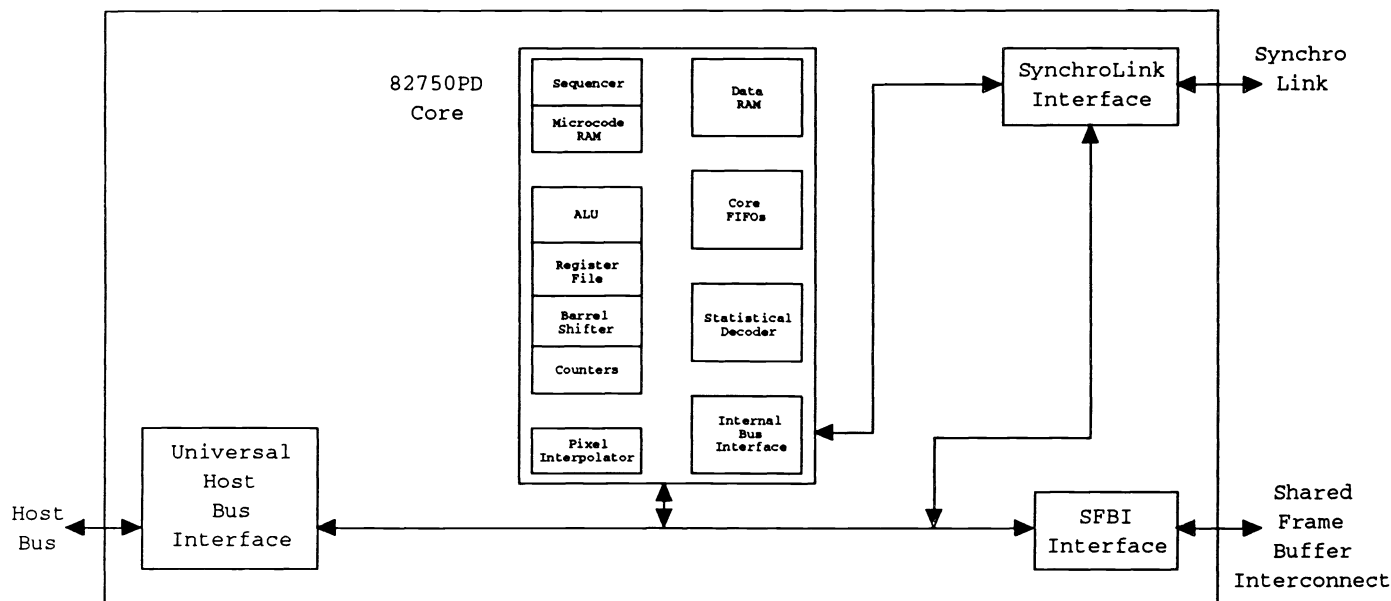 82750PD
Core
Sequencer
Microcode
RAM
ALU
Register
File
Barrel
Shifter
Counters
Pixel
Interpolator
Data
RAM
Core
FIFOs
Statistical
Decoder
Internal
Bus
Interface
SynchroLink
Interface
Synchro
Link
Host
Bus
Universal
Host
Bus
Interface
SFBI
Interface
Shared
Frame
Buffer
Interconnect